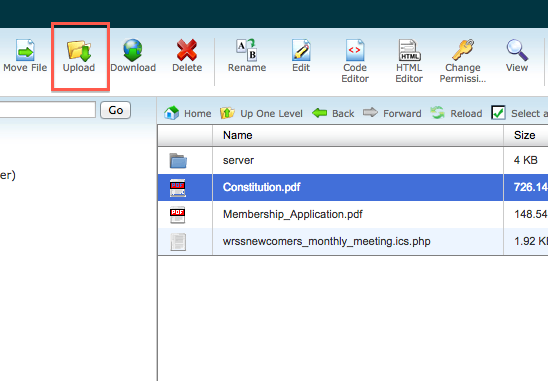 Move File Upload Download Delete Rename Edit Code Editor HTML Editor Change Permissi... View
Go
Home Up One Level Back Forward Reload Select a
Name Size
er)
server 4 KB
Constitution.pdf 726.14
Membership_Application.pdf 148.54
wrssnewcomers_monthly_meeting.ics.php 1.92 K